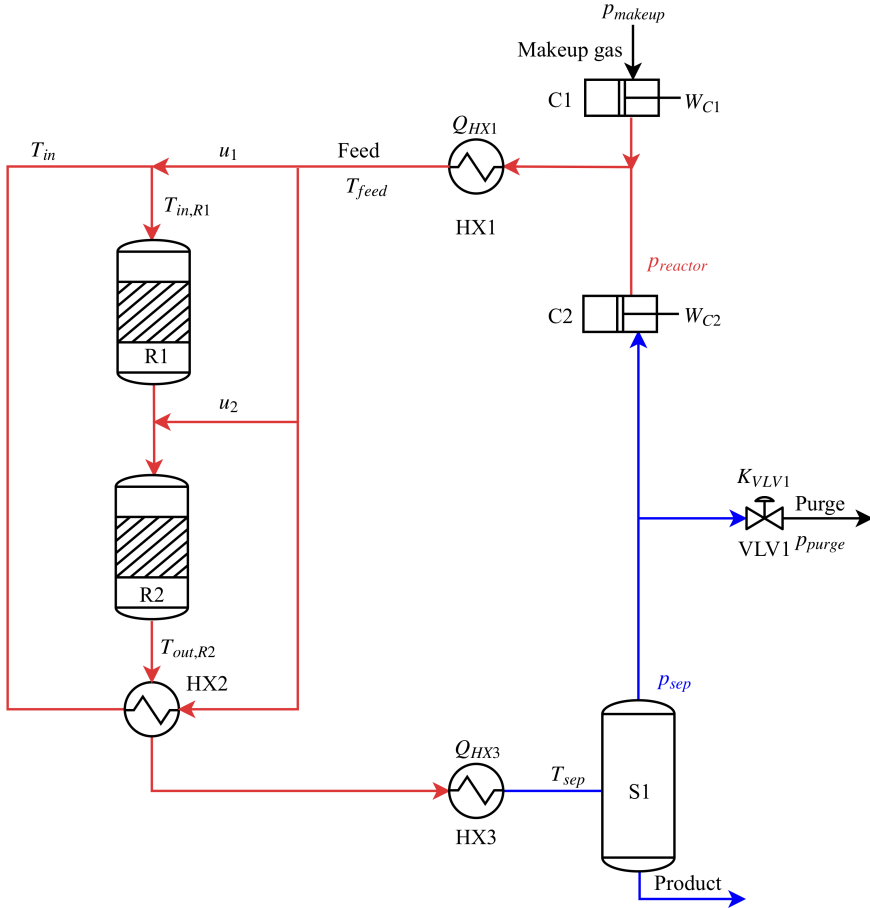 p_makeup
Makeup gas
C1
W_C1
Q_HX1
T_in
u_1
Feed
T_feed
T_in,R1
HX1
p_reactor
C2
W_C2
R1
u_2
K_VLV1
Purge
VLV1
p_purge
R2
T_out,R2
HX2
p_sep
Q_HX3
T_sep
S1
HX3
Product